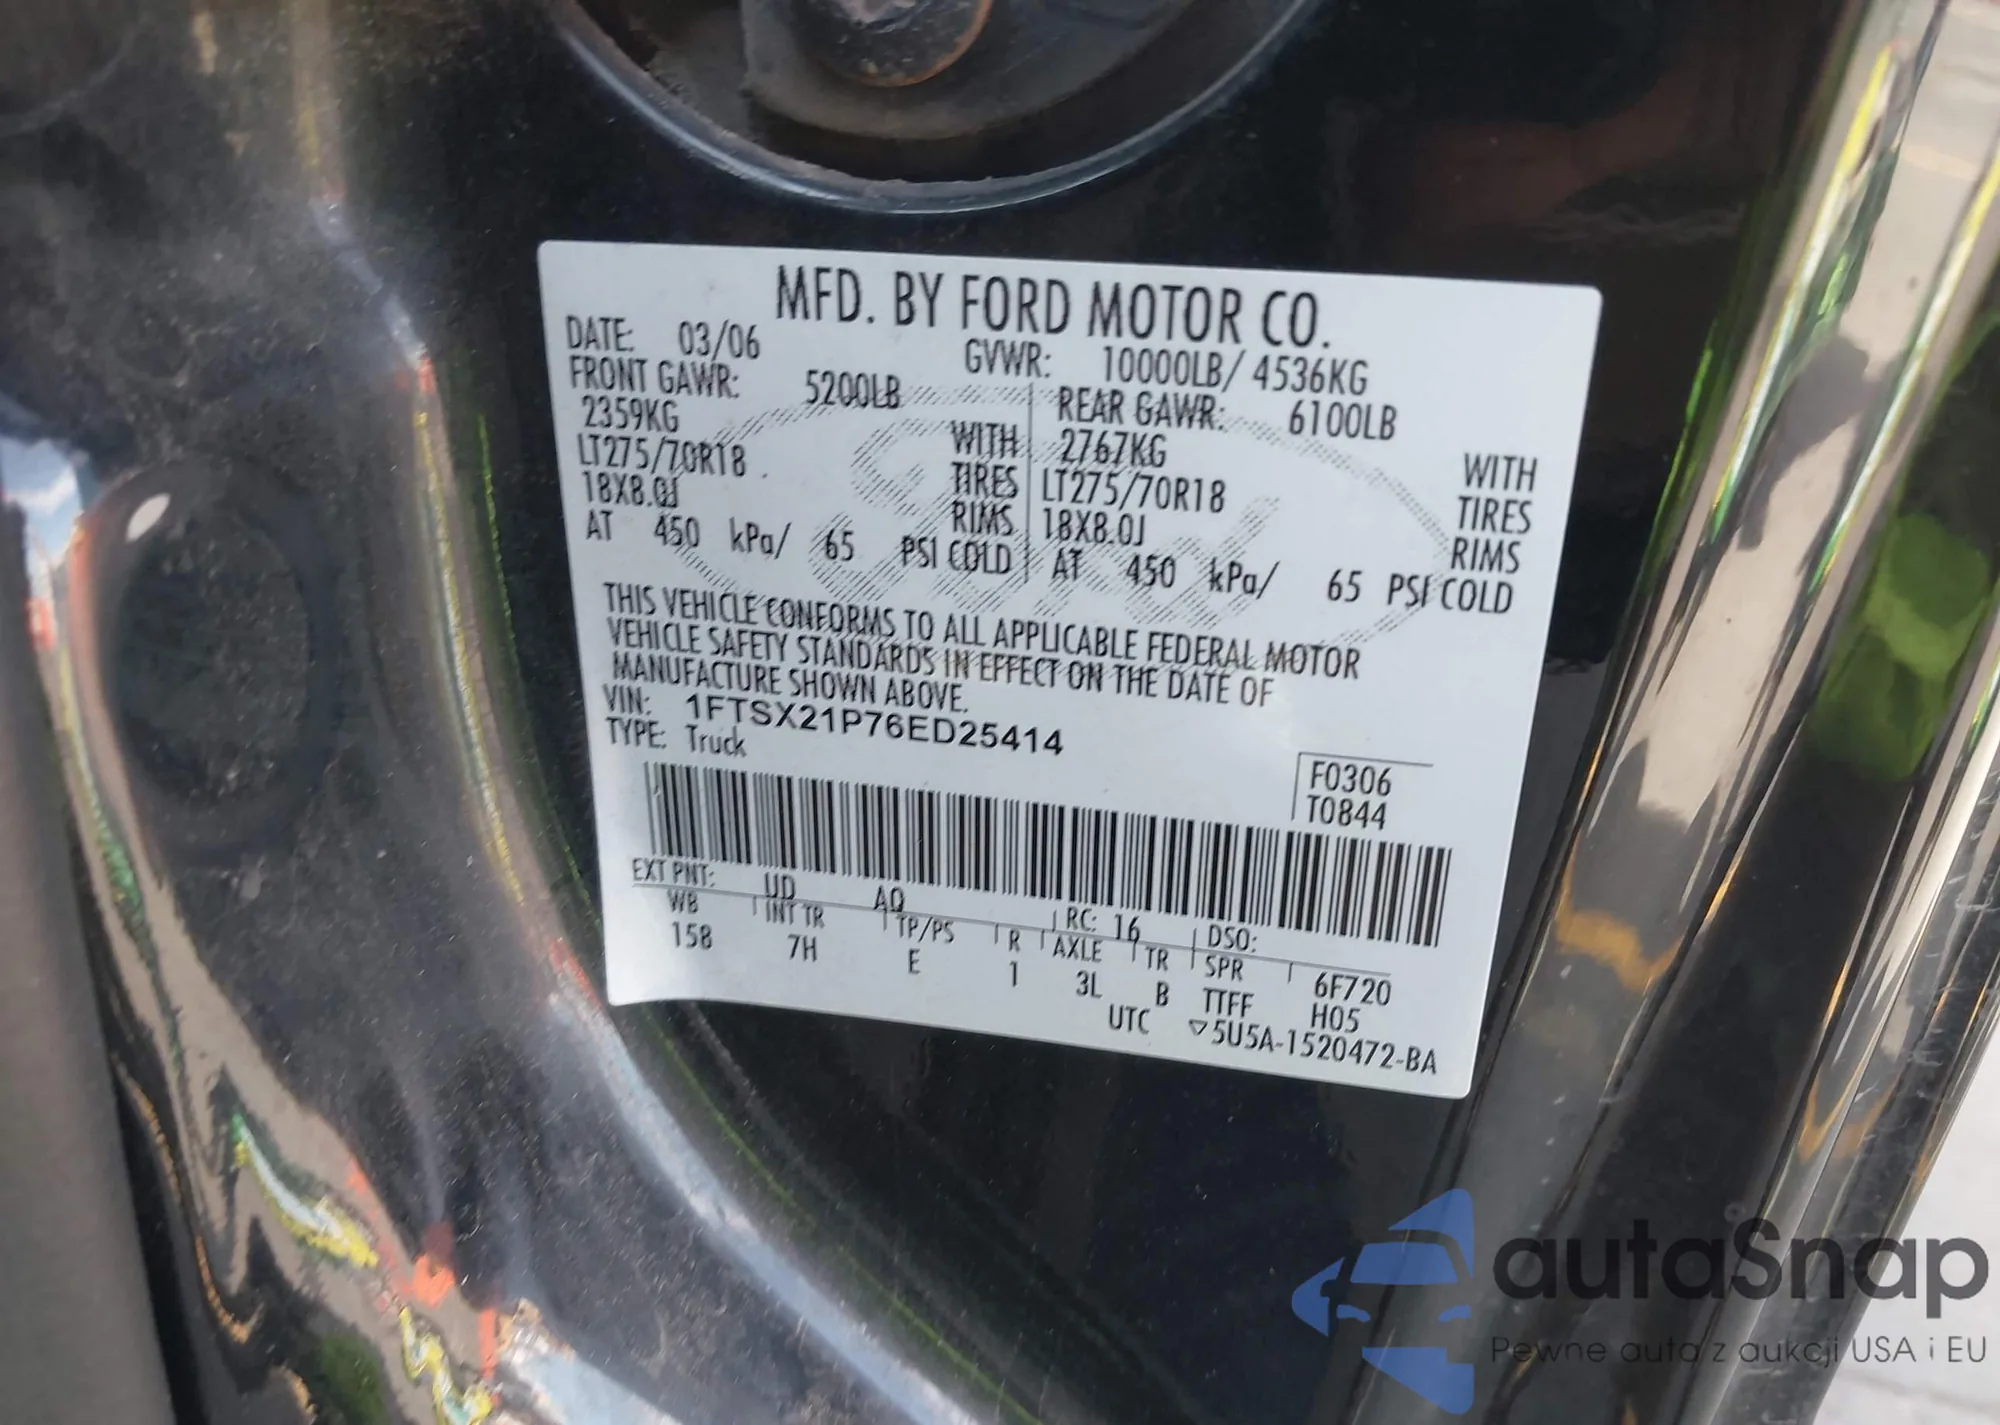 MFD. BY FORD MOTOR CO.
DATE: 03/06 GVWR: 10000LB/ 4536KG
FRONT GAWR: 5200LB REAR GAWR: 6100LB
2359KG WITH 2767KG WITH
LT275/70R18 TIRES LT275/70R18 TIRES
18X8.0J RIMS 18X8.0J RIMS
AT 450 kPa/ 65 PSI COLD AT 450 kPa/ 65 PSI COLD
THIS VEHICLE CONFORMS TO ALL APPLICABLE FEDERAL MOTOR
VEHICLE SAFETY STANDARDS IN EFFECT ON THE DATE OF
MANUFACTURE SHOWN ABOVE.
VIN: 1FTSX21P76ED25414
TYPE: Truck
F0306
T0844
EXT PNT: UD AQ RC: 16 DSO:
WB INT TR TP/PS R AXLE TR SPR 6F720
158 7H E 1 3L B TTFF H05
UTC ▽5U5A-1520472-BA
Ford
autaSnap
Pewne auta z aukcji USA i EU